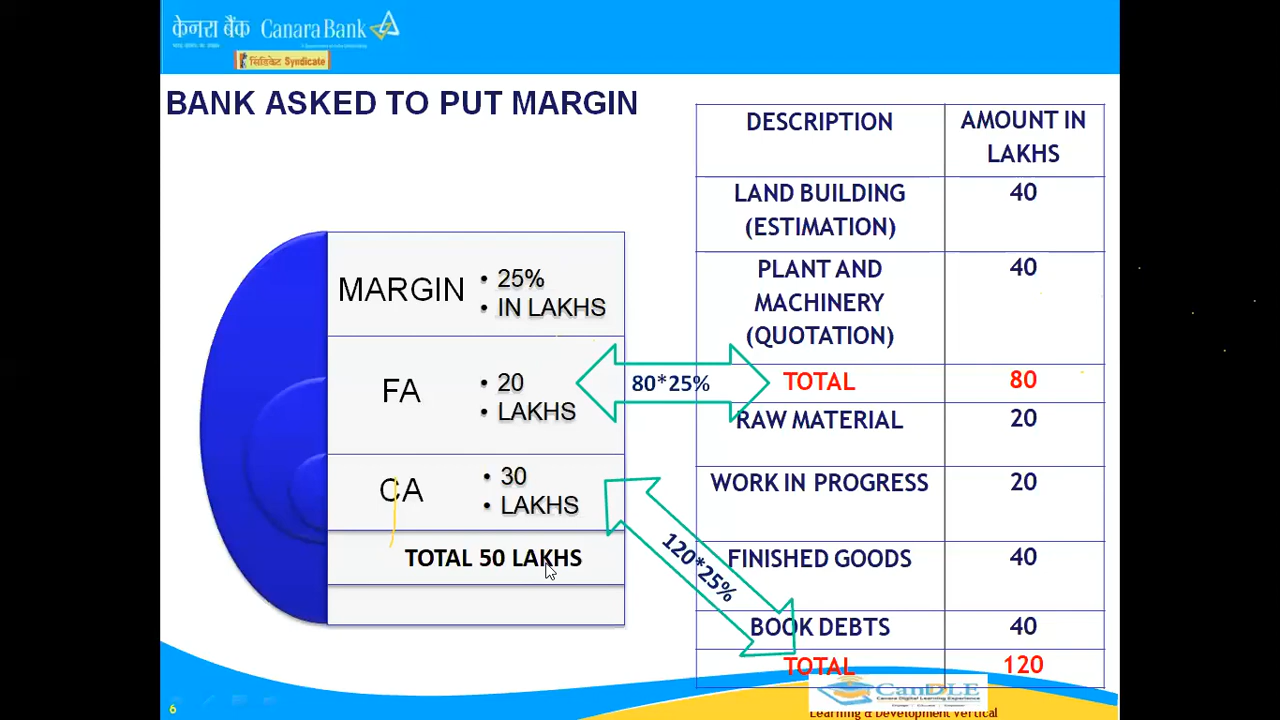 केनरा बैंक Canara Bank
सिंडिकेट Syndicate
BANK ASKED TO PUT MARGIN
MARGIN
• 25%
• IN LAKHS
FA
• 20
• LAKHS
CA
• 30
• LAKHS
TOTAL 50 LAKHS
80*25%
120*25%
DESCRIPTION
AMOUNT IN
LAKHS
LAND BUILDING
(ESTIMATION)
40
PLANT AND
MACHINERY
(QUOTATION)
40
TOTAL
80
RAW MATERIAL
20
WORK IN PROGRESS
20
FINISHED GOODS
40
BOOK DEBTS
40
TOTAL
120
CanDLE
Canara Digital Learning Experience
Learning & Development Vertical
6